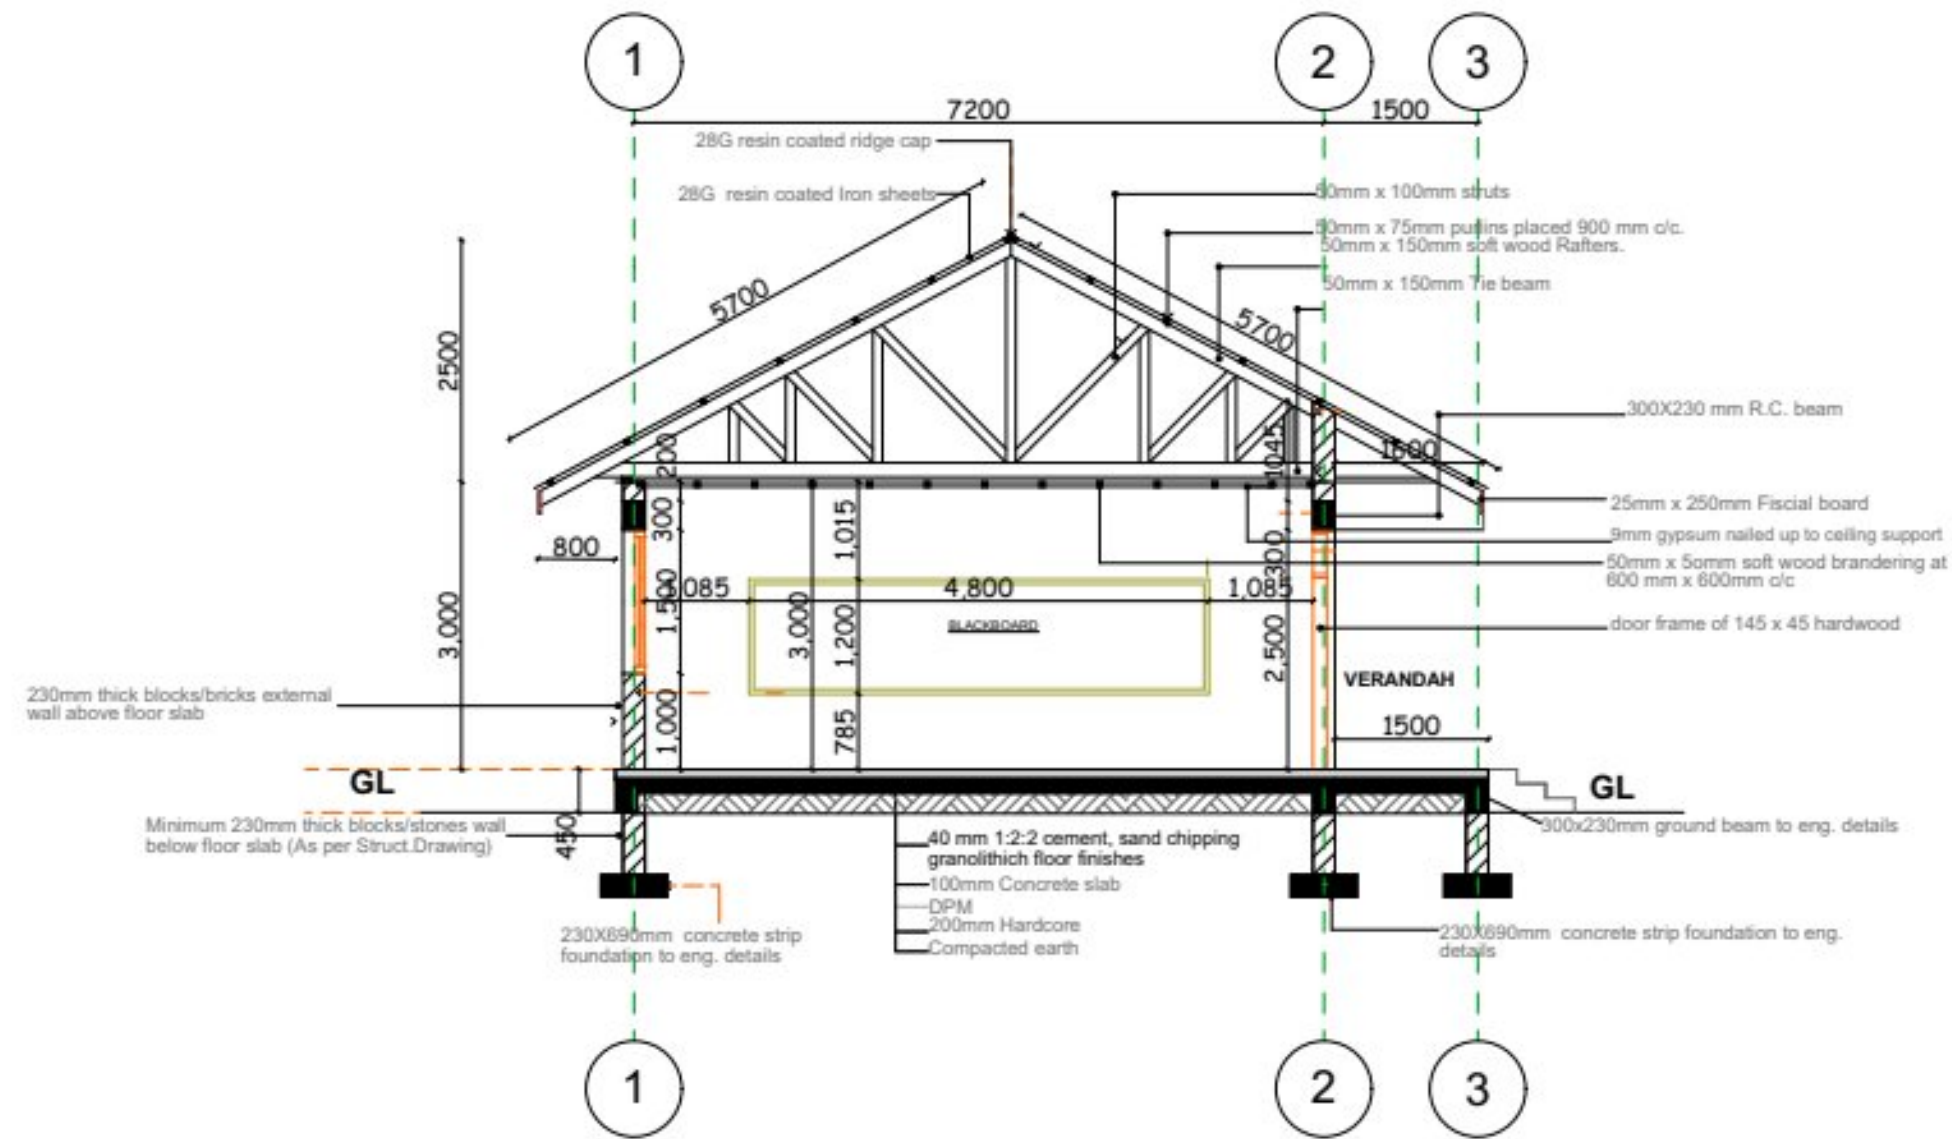 1
2
3
7200
1500
28G resin coated ridge cap
28G resin coated Iron sheets
50mm x 100mm struts
50mm x 75mm purlins placed 900 mm c/c.
50mm x 150mm soft wood Rafters.
50mm x 150mm Tie beam
5700
5700
2500
300X230 mm R.C. beam
200
1045
1500
25mm x 250mm Fiscial board
9mm gypsum nailed up to ceiling support
50mm x 5omm soft wood brandering at
600 mm x 600mm c/c
300
1,015
300
800
1,085
4,800
1,085
3,000
1,500
3,000
1,200
BLACKBOARD
2,500
door frame of 145 x 45 hardwood
VERANDAH
230mm thick blocks/bricks external
wall above floor slab
1,000
785
1500
GL
GL
Minimum 230mm thick blocks/stones wall
below floor slab (As per Struct.Drawing)
450
40 mm 1:2:2 cement, sand chipping
granolithich floor finishes
100mm Concrete slab
DPM
200mm Hardcore
Compacted earth
300x230mm ground beam to eng. details
230X690mm concrete strip
foundation to eng. details
230X690mm concrete strip foundation to eng.
details
1
2
3